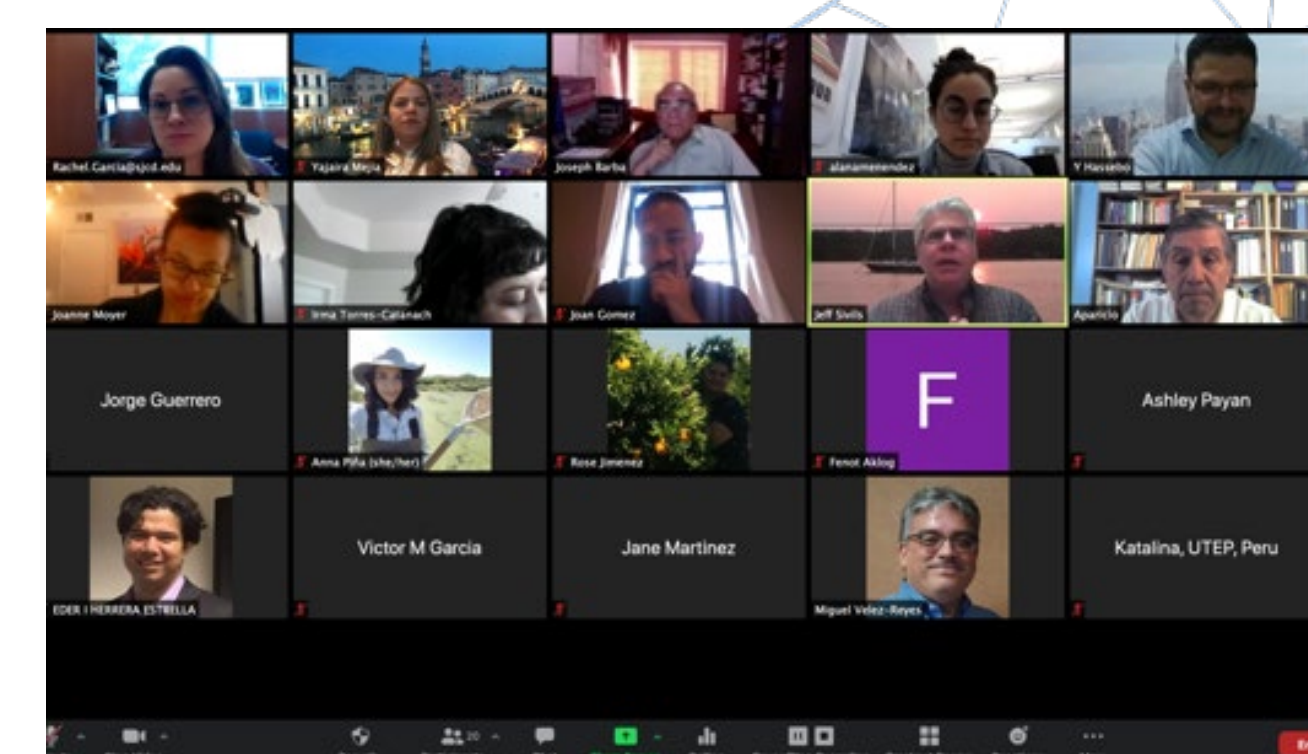 Rachel.Garcia@sjcd.edu
Yajaira Mejia
Joseph Barba
alanamenendez
Y Hassebo
Joanne Moyer
Irma Torres-Catanach
Joan Gomez
Jeff Sivils
Aparicio
Jorge Guerrero
Anna Piña (she/her)
Rose Jimenez
F
Fenot Aklog
Ashley Payan
EDER I HERRERA ESTRELLA
Victor M Garcia
Jane Martinez
Miguel Velez-Reyes
Katalina, UTEP, Peru
20